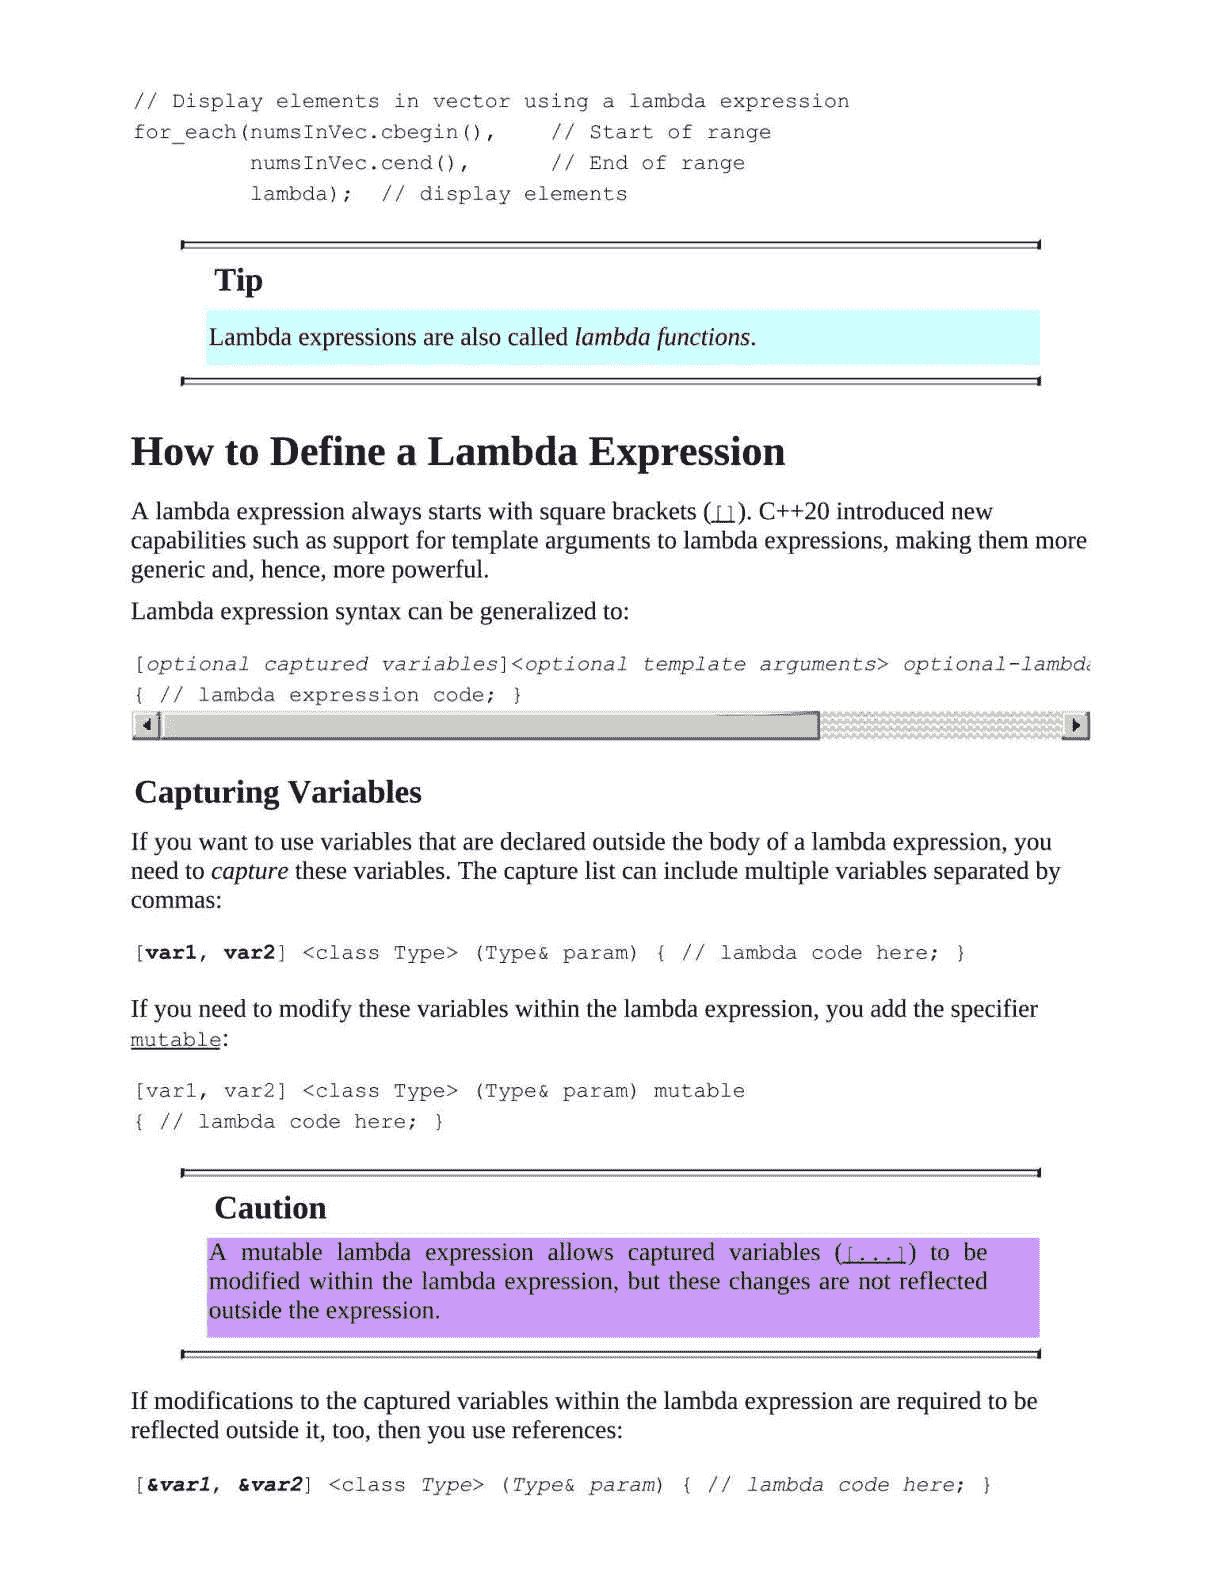 // Display elements in vector using a lambda expression
for_each(numsInVec.cbegin(),    // Start of range
         numsInVec.cend(),      // End of range
         lambda);  // display elements
Tip
Lambda expressions are also called lambda functions.
How to Define a Lambda Expression
A lambda expression always starts with square brackets ([]). C++20 introduced new
capabilities such as support for template arguments to lambda expressions, making them more
generic and, hence, more powerful.
Lambda expression syntax can be generalized to:
[optional captured variables]<optional template arguments> optional-lambda
{ // lambda expression code; }
Capturing Variables
If you want to use variables that are declared outside the body of a lambda expression, you
need to capture these variables. The capture list can include multiple variables separated by
commas:
[var1, var2] <class Type> (Type& param) { // lambda code here; }
If you need to modify these variables within the lambda expression, you add the specifier
mutable:
[var1, var2] <class Type> (Type& param) mutable
{ // lambda code here; }
Caution
A mutable lambda expression allows captured variables ([...]) to be
modified within the lambda expression, but these changes are not reflected
outside the expression.
If modifications to the captured variables within the lambda expression are required to be
reflected outside it, too, then you use references:
[&var1, &var2] <class Type> (Type& param) { // lambda code here; }